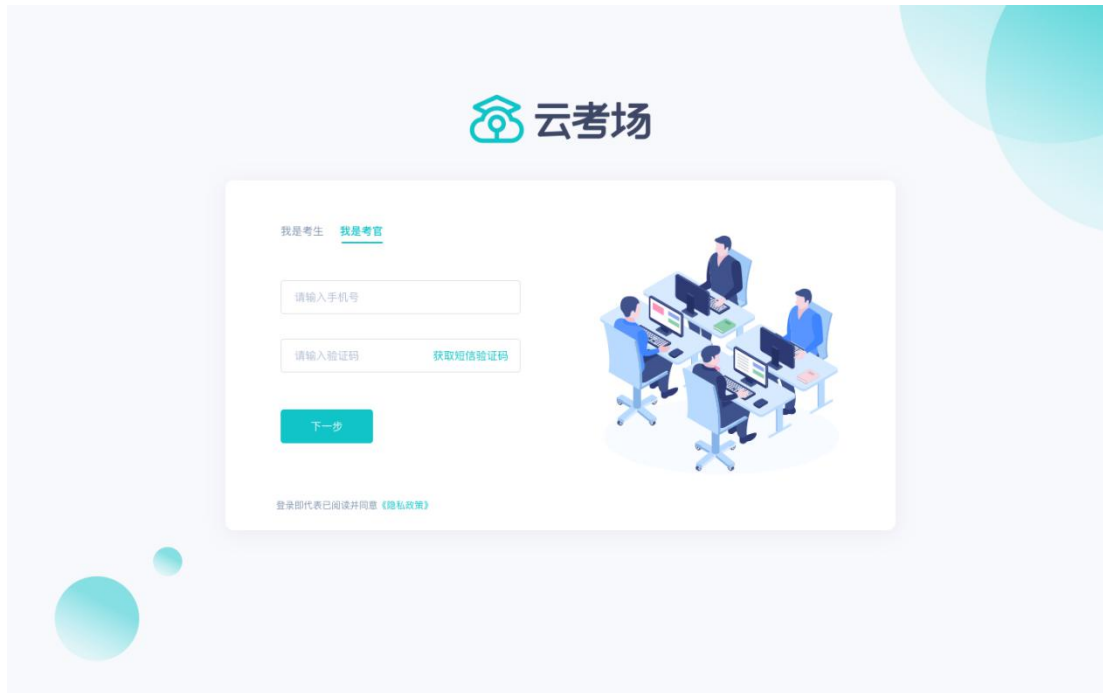 云考场
我是考生 我是考官
请输入手机号
请输入验证码 获取短信验证码
下一步
登录即代表已阅读并同意《隐私政策》